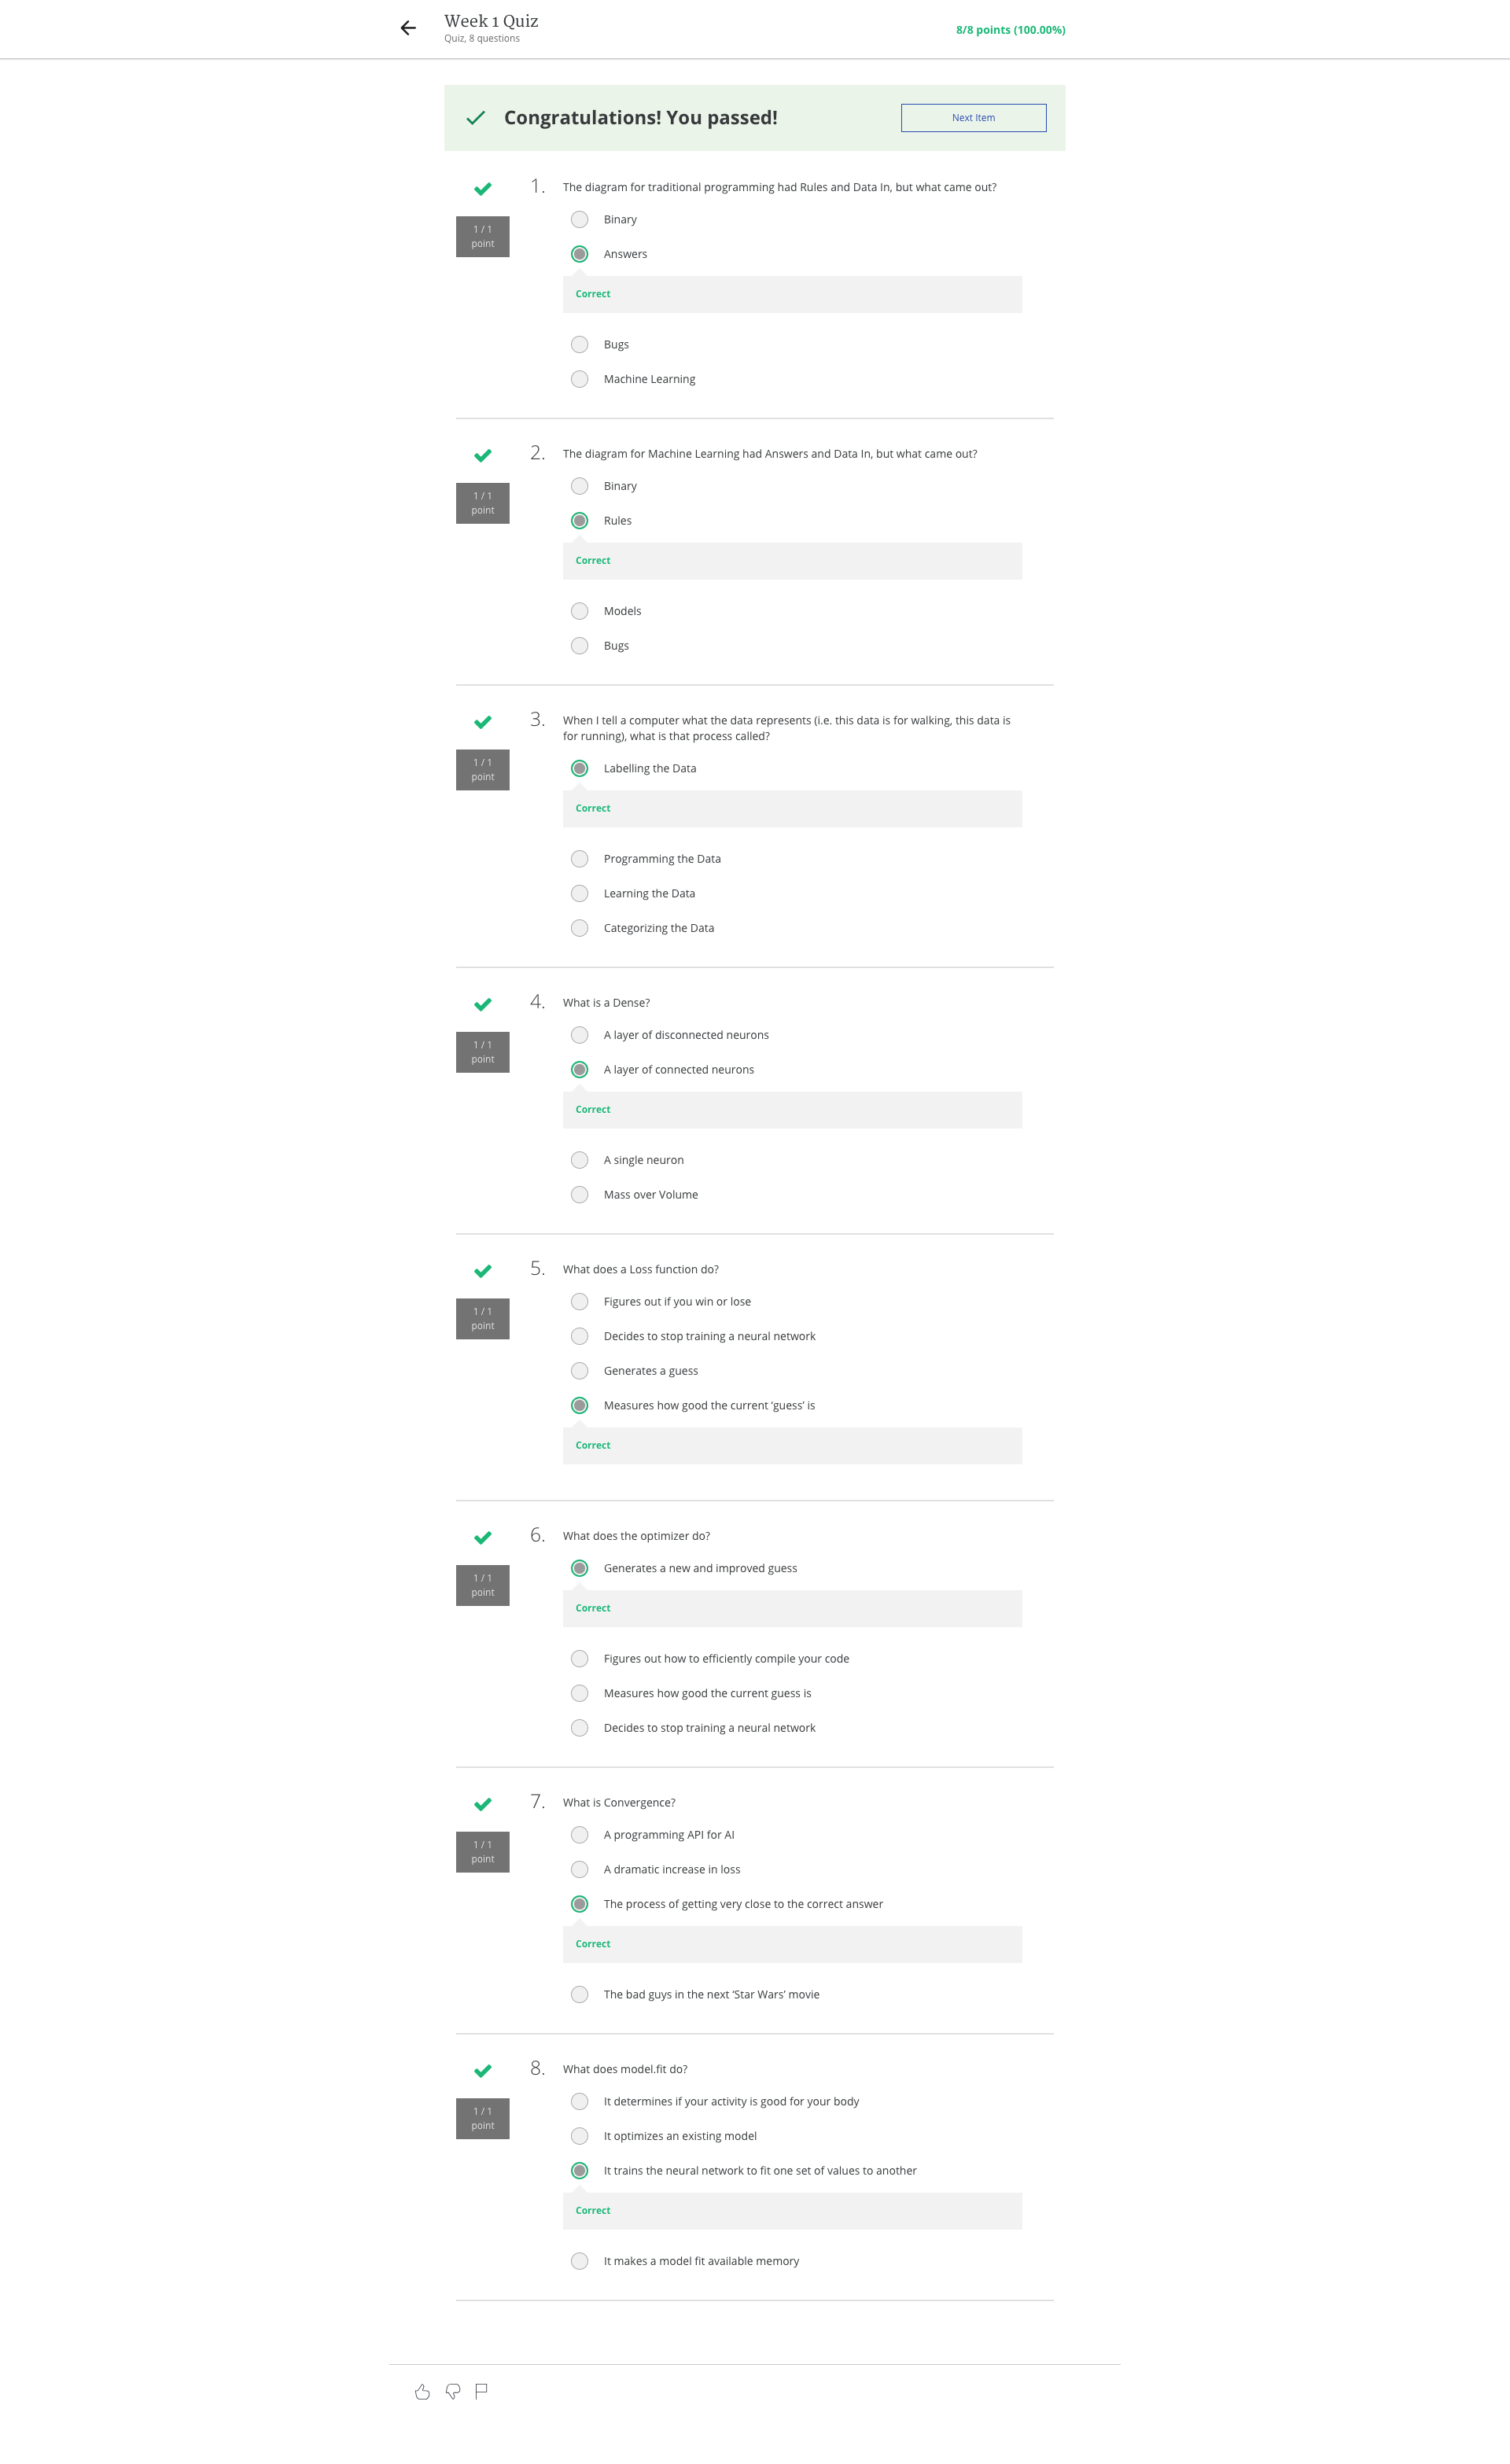 Week 1 Quiz
Quiz, 8 questions
8/8 points (100.00%)
Congratulations! You passed!
Next Item
1 / 1
point
1.
The diagram for traditional programming had Rules and Data In, but what came out?
Binary
Answers
Correct
Bugs
Machine Learning
1 / 1
point
2.
The diagram for Machine Learning had Answers and Data In, but what came out?
Binary
Rules
Correct
Models
Bugs
1 / 1
point
3.
When I tell a computer what the data represents (i.e. this data is for walking, this data is
for running), what is that process called?
Labelling the Data
Correct
Programming the Data
Learning the Data
Categorizing the Data
1 / 1
point
4.
What is a Dense?
A layer of disconnected neurons
A layer of connected neurons
Correct
A single neuron
Mass over Volume
1 / 1
point
5.
What does a Loss function do?
Figures out if you win or lose
Decides to stop training a neural network
Generates a guess
Measures how good the current ‘guess’ is
Correct
1 / 1
point
6.
What does the optimizer do?
Generates a new and improved guess
Correct
Figures out how to efficiently compile your code
Measures how good the current guess is
Decides to stop training a neural network
1 / 1
point
7.
What is Convergence?
A programming API for AI
A dramatic increase in loss
The process of getting very close to the correct answer
Correct
The bad guys in the next ‘Star Wars’ movie
1 / 1
point
8.
What does model.fit do?
It determines if your activity is good for your body
It optimizes an existing model
It trains the neural network to fit one set of values to another
Correct
It makes a model fit available memory